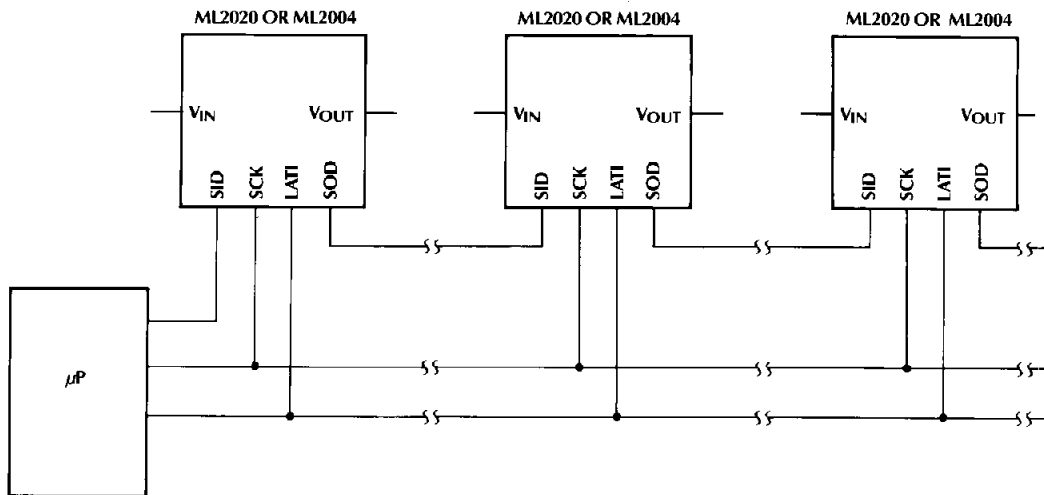 ML2020 OR ML2004
ML2020 OR ML2004
ML2020 OR ML2004
VIN
VOUT
VIN
VOUT
VIN
VOUT
SID
SCK
LATI
SOD
SID
SCK
LATI
SOD
SID
SCK
LATI
SOD
μP